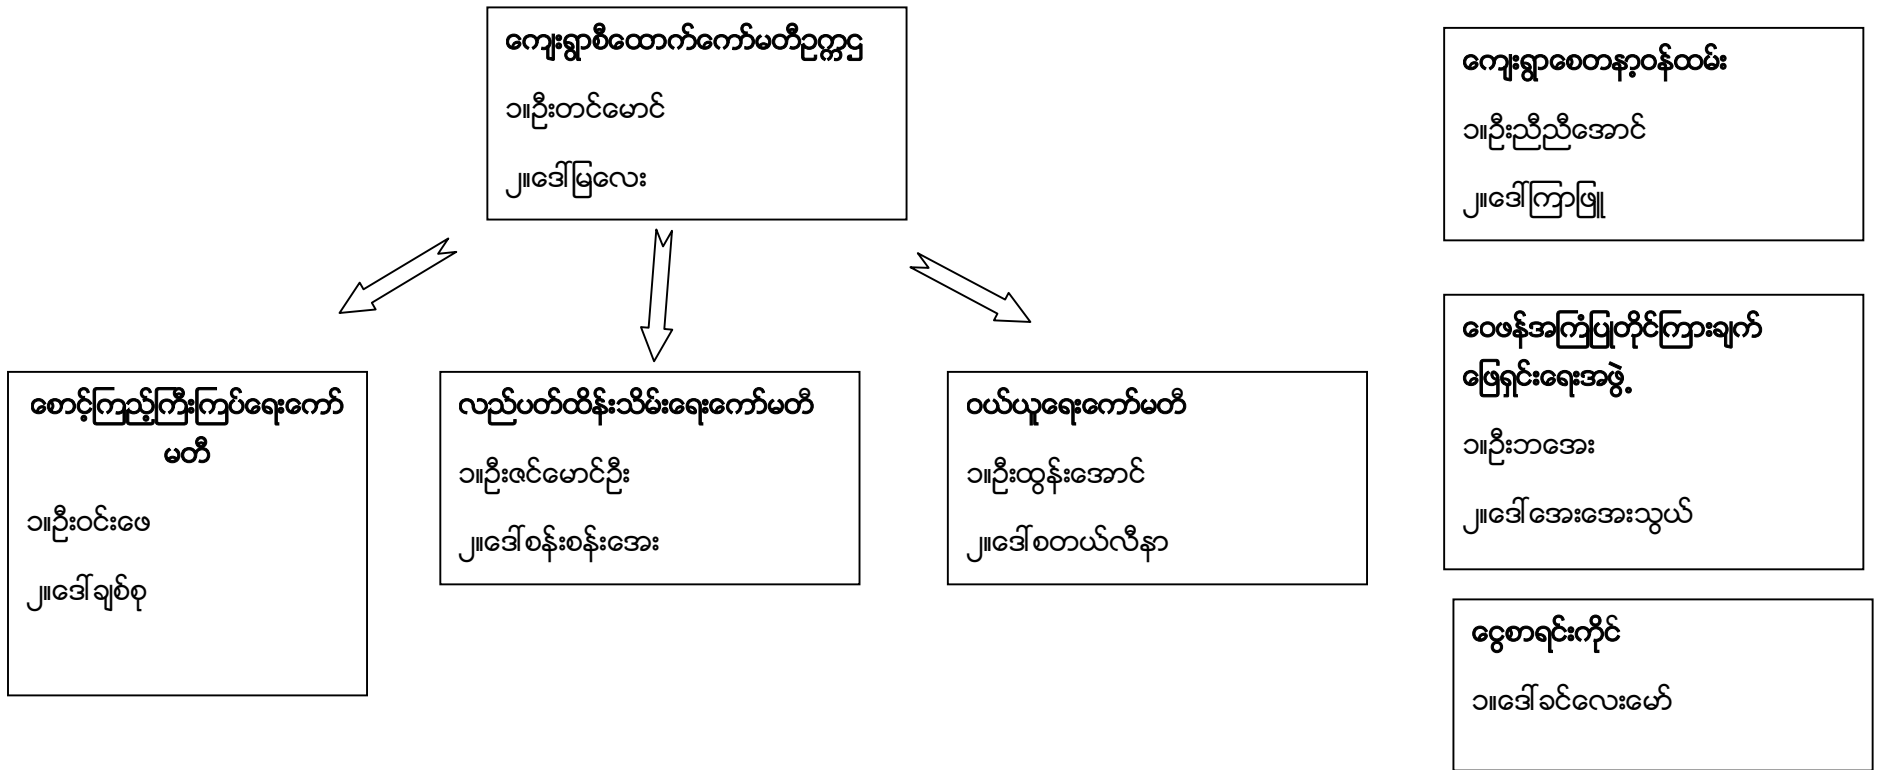 ကျေးရွာစီထောက်ကော်မတီဥက္ကဌ
၁။ဦးတင်မောင်
၂။ဒေါ်မြလေး
ကျေးရွာစေတနာ့ဝန်ထမ်း
၁။ဦးညီညီအောင်
၂။ဒေါ်ကြာဖြူ
စောင့်ကြည့်ကြီးကြပ်ရေးကော်
မတီ
၁။ဦးဝင်းဖေ
၂။ဒေါ်ချစ်စု
လည်ပတ်ထိန်းသိမ်းရေးကော်မတီ
၁။ဦးဇင်မောင်ဦး
၂။ဒေါ်စန်းစန်းအေး
ဝယ်ယူရေးကော်မတီ
၁။ဦးထွန်းအောင်
၂။ဒေါ်စတယ်လီနာ
ဝေဖန်အကြံပြုတိုင်ကြားချက်
ဖြေရှင်းရေးအဖွဲ့
၁။ဦးဘအေး
၂။ဒေါ်အေးအေးသွယ်
ငွေစာရင်းကိုင်
၁။ဒေါ်ခင်လေးမော်